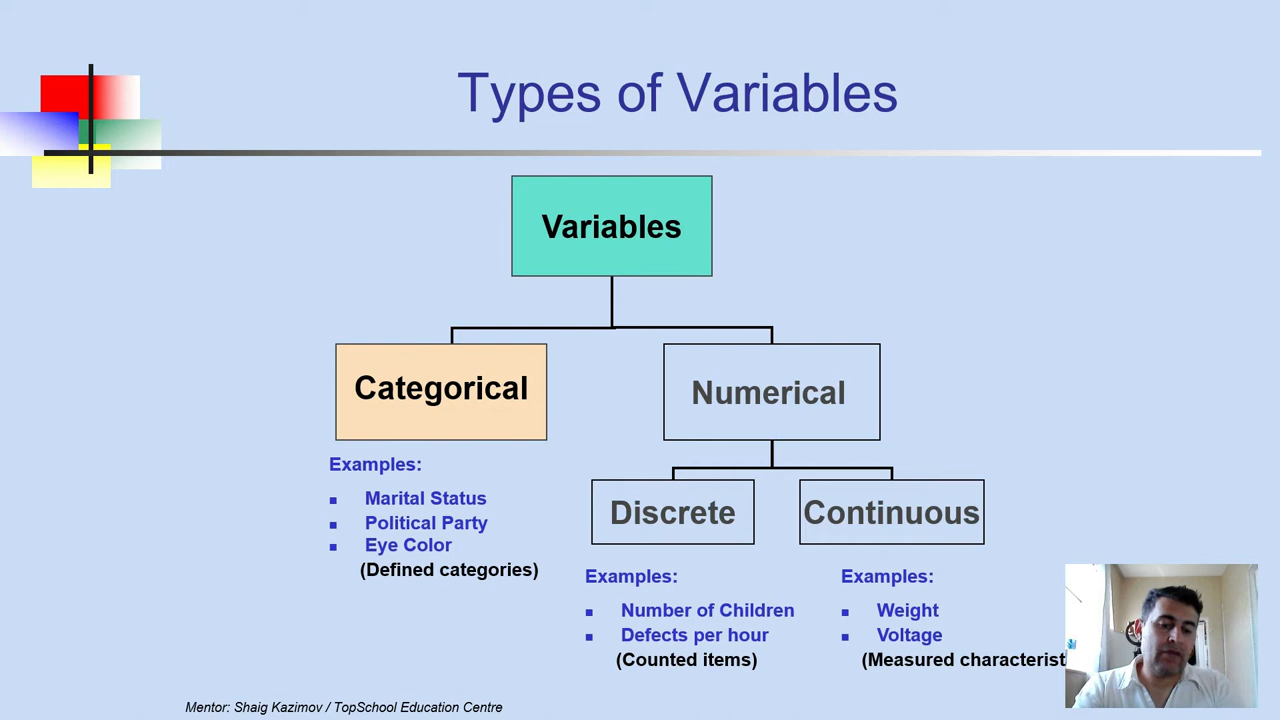 Types of Variables
Variables
Categorical
Numerical
Examples:
Marital Status
Political Party
Eye Color
(Defined categories)
Discrete
Continuous
Examples:
Number of Children
Defects per hour
(Counted items)
Examples:
Weight
Voltage
(Measured characterist
Mentor: Shaig Kazimov / TopSchool Education Centre